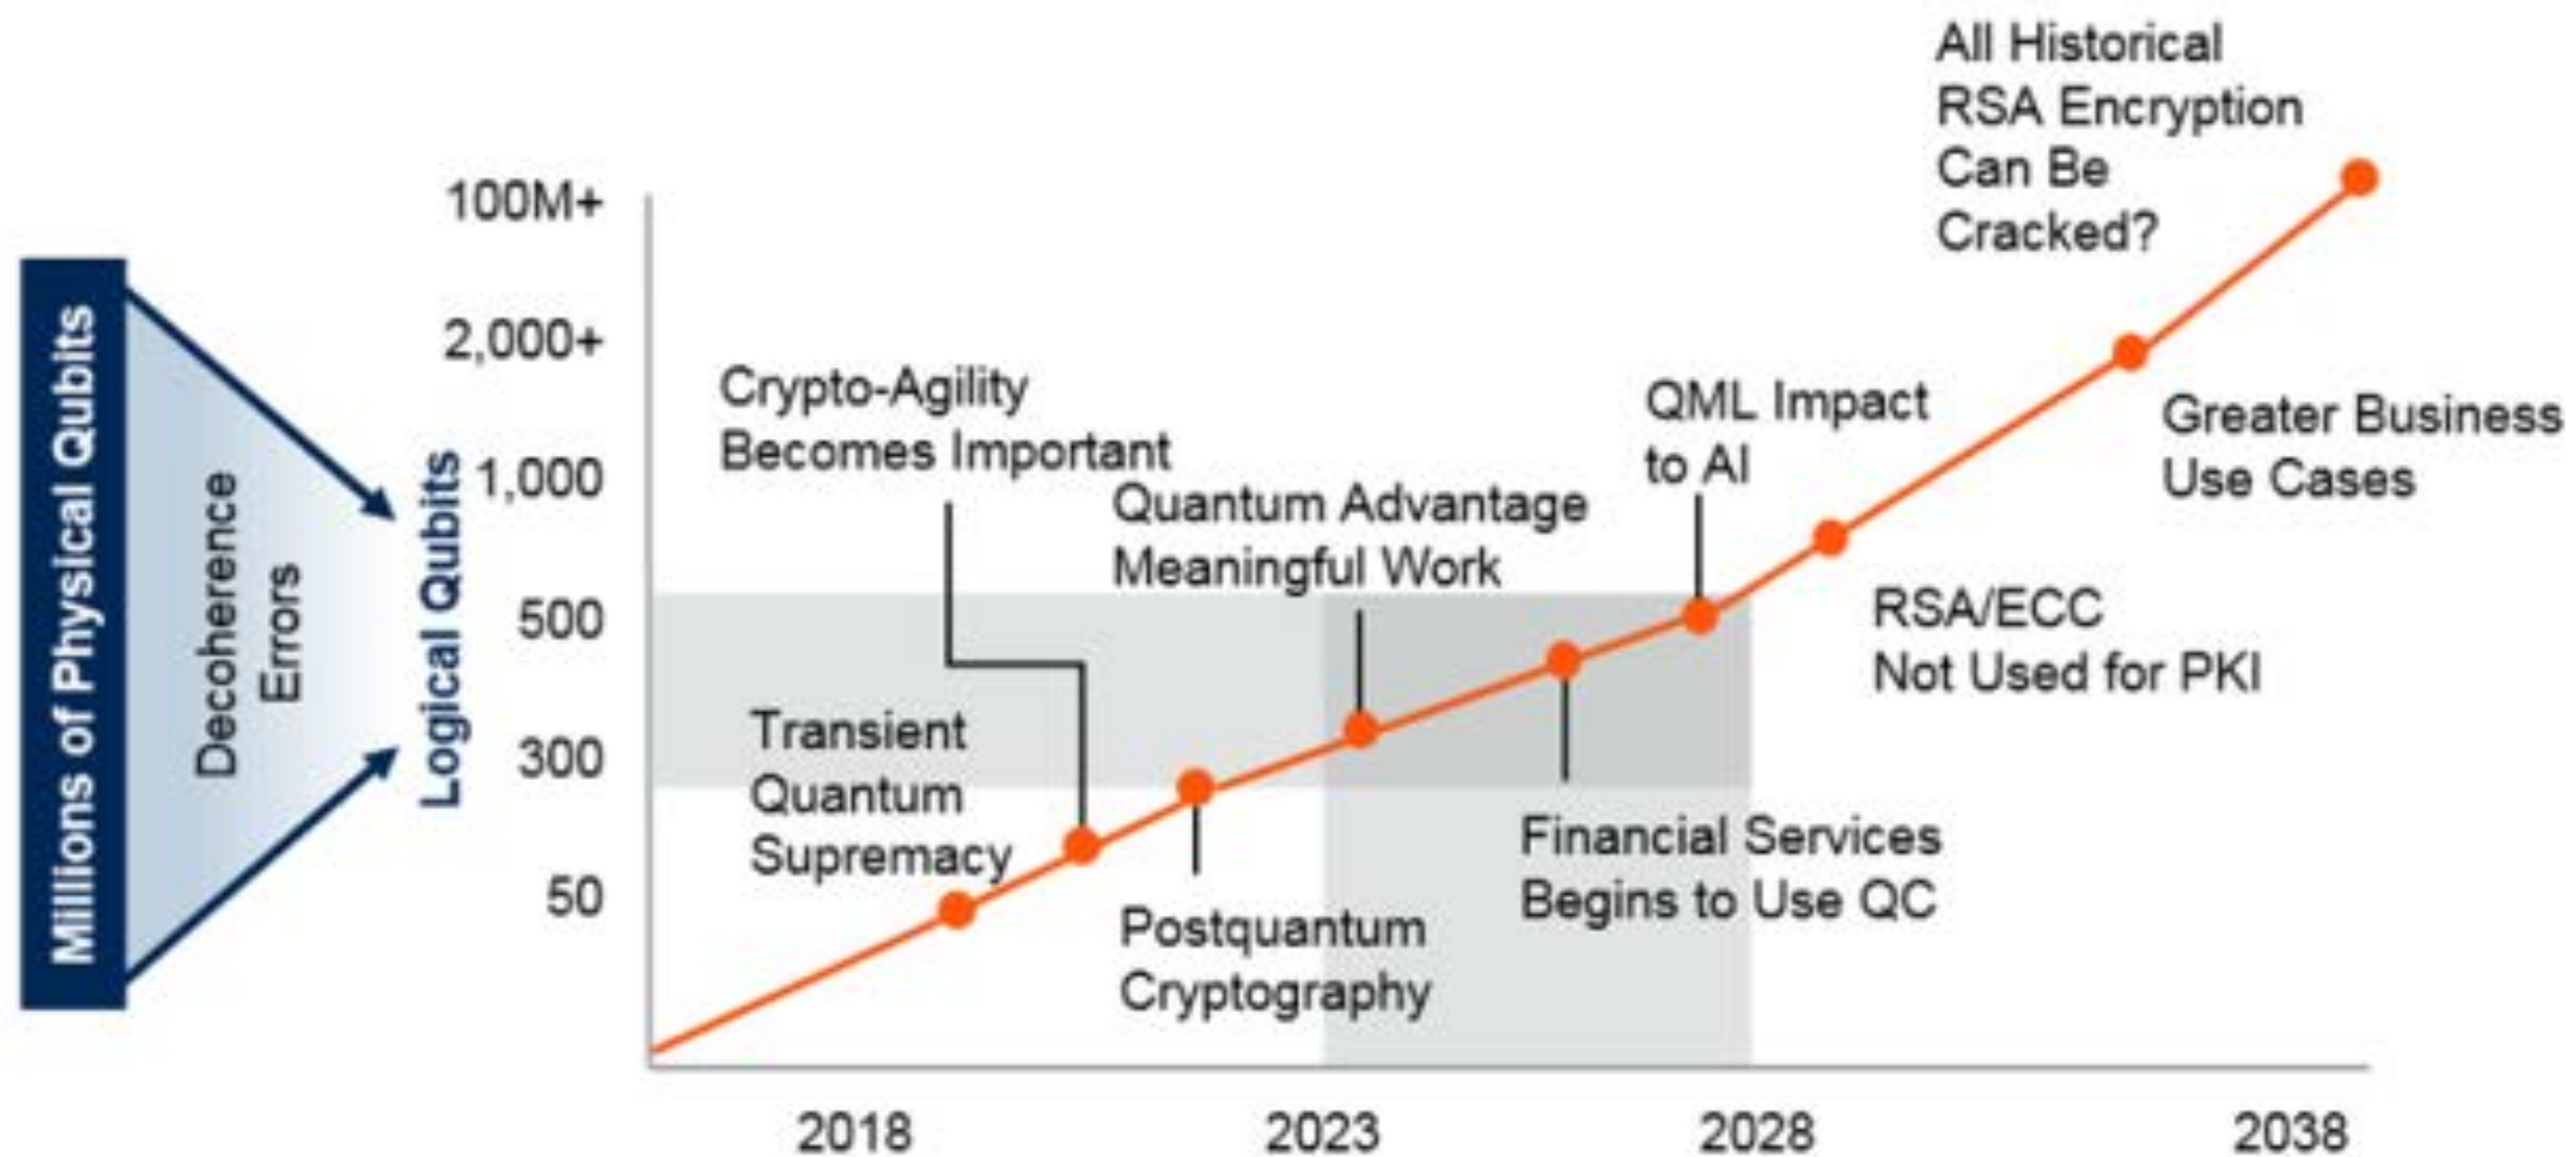 Millions of Physical Qubits
Decoherence
Errors
Logical Qubits
100M+
2,000+
1,000
500
300
50
Transient
Quantum
Supremacy
Crypto-Agility
Becomes Important
Postquantum
Cryptography
Quantum Advantage
Meaningful Work
Financial Services
Begins to Use QC
QML Impact
to AI
RSA/ECC
Not Used for PKI
Greater Business
Use Cases
All Historical
RSA Encryption
Can Be
Cracked?
2018
2023
2028
2038